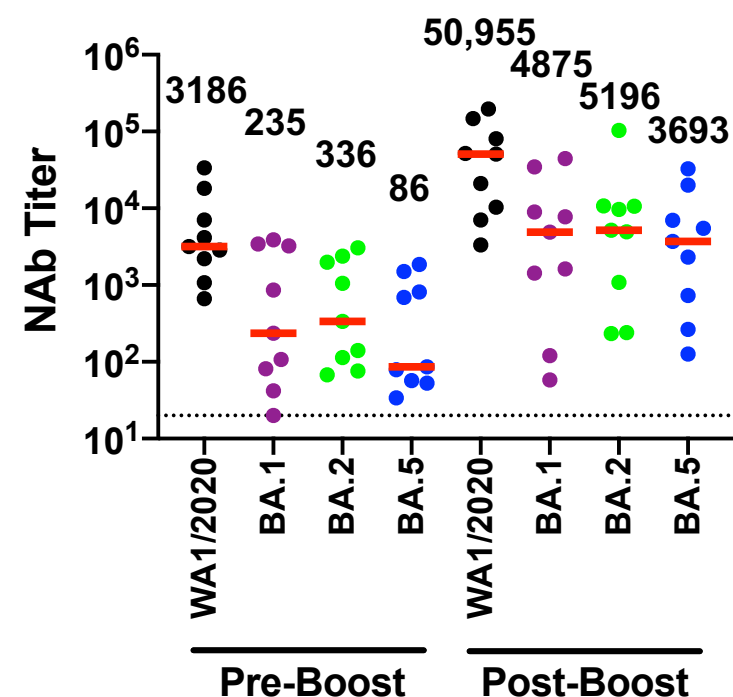 NAb Titer
10⁶
10⁵
10⁴
10³
10²
10¹
3186
235
336
86
50,955
4875
5196
3693
WA1/2020
BA.1
BA.2
BA.5
WA1/2020
BA.1
BA.2
BA.5
Pre-Boost
Post-Boost